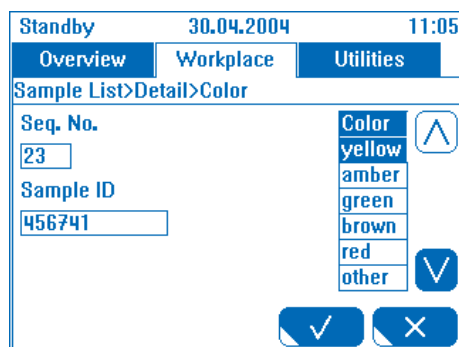 Standby 30.04.2004 11:05
Overview Workplace Utilities
Sample List>Detail>Color
Seq. No.
23
Sample ID
456741
Color
yellow
amber
green
brown
red
other